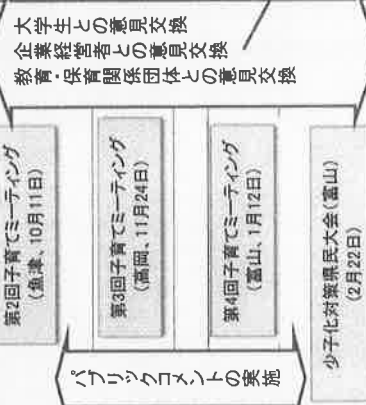 大学生との意見交換
企業経営者との意見交換
教育・保育関係団体との意見交換
第2回子育てミーティング
(魚津、10月11日)
第3回子育てミーティング
(高岡、11月24日)
第4回子育てミーティング
(富山、1月12日)
少子化対策県民大会(富山)
(2月22日)
パブリックコメントの実施